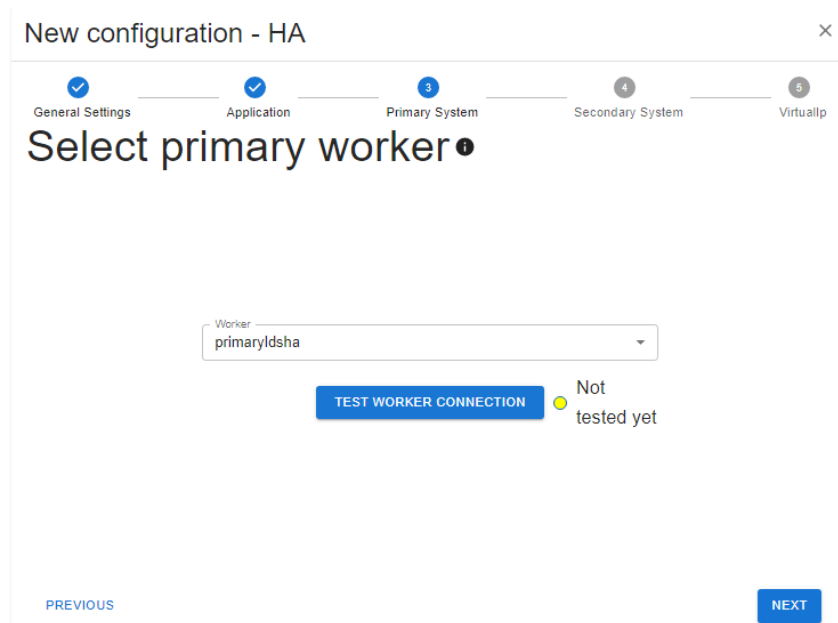 New configuration - HA
3
4
5
General Settings
Application
Primary System
Secondary System
VirtualIp
Select primary worker
Worker
primaryldsha
TEST WORKER CONNECTION
Not
tested yet
PREVIOUS
NEXT